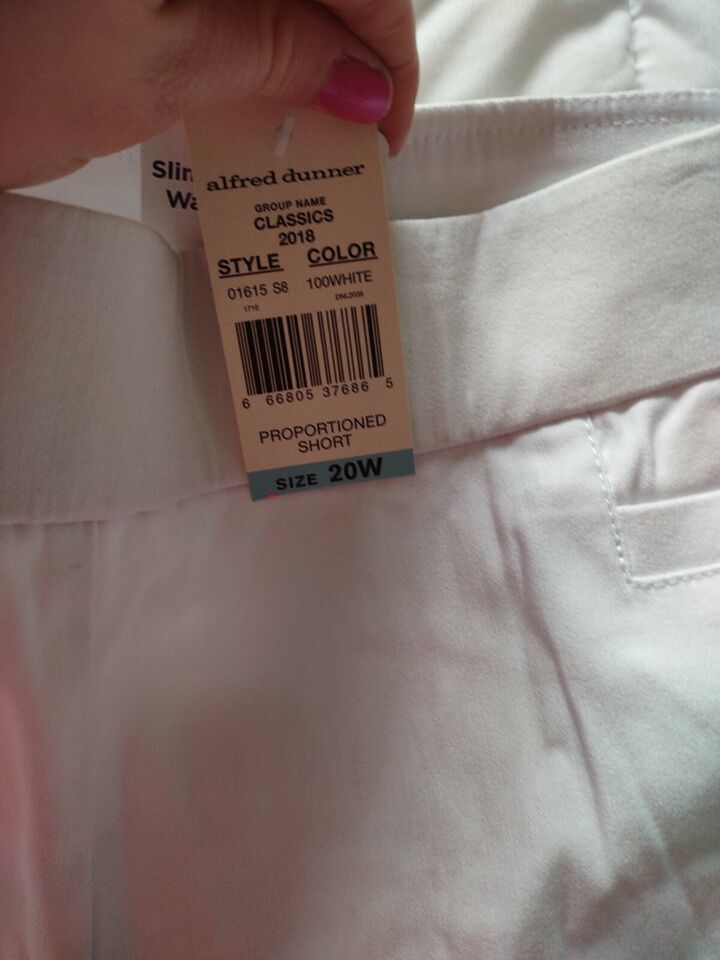 alfred dunner
GROUP NAME
CLASSICS
2018
STYLE COLOR
01615 S8 100WHITE
1710
6 66805 37686 5
PROPORTIONED
SHORT
SIZE 20W